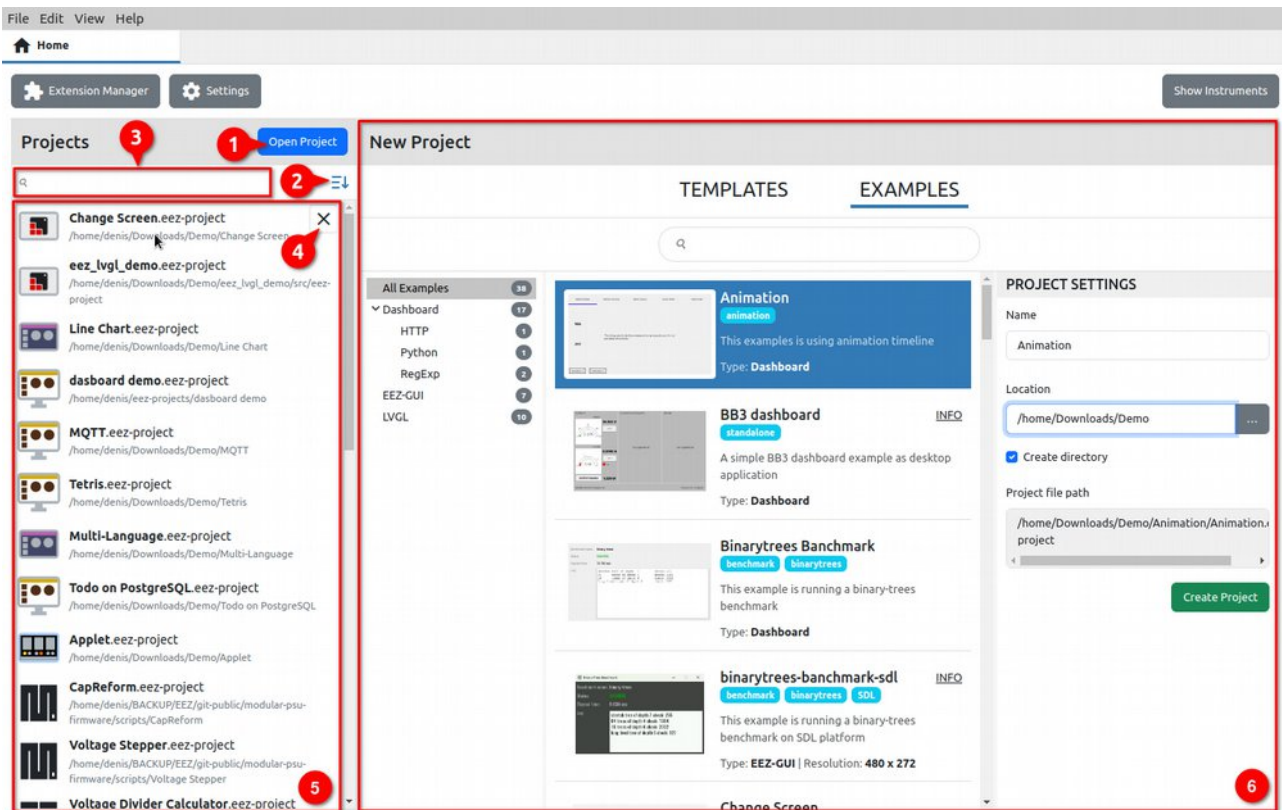 File Edit View Help
Home
Extension Manager
Settings
Show Instruments
Projects
3
1
Open Project
2
Change Screen.eez-project
/home/denis/Downloads/Demo/Change Screen
4
eez_lvgl_demo.eez-project
/home/denis/Downloads/Demo/eez_lvgl_demo/src/eez-
project
Line Chart.eez-project
/home/denis/Downloads/Demo/Line Chart
dasboard demo.eez-project
/home/denis/eez-projects/dasboard demo
MQTT.eez-project
/home/denis/Downloads/Demo/MQTT
Tetris.eez-project
/home/denis/Downloads/Demo/Tetris
Multi-Language.eez-project
/home/denis/Downloads/Demo/Multi-Language
Todo on PostgreSQL.eez-project
/home/denis/Downloads/Demo/Todo on PostgreSQL
Applet.eez-project
/home/denis/Downloads/Demo/Applet
CapReform.eez-project
/home/denis/BACKUP/EEZ/git-public/modular-psu-
firmware/scripts/CapReform
Voltage Stepper.eez-project
/home/denis/BACKUP/EEZ/git-public/modular-psu-
firmware/scripts/Voltage Stepper
5
Voltage Divider Calculator.eez-project
New Project
TEMPLATES
EXAMPLES
All Examples 38
Dashboard 17
HTTP 1
Python 1
RegExp 2
EEZ-GUI 7
LVGL 10
Animation
animation
This examples is using animation timeline
Type: Dashboard
BB3 dashboard INFO
standalone
A simple BB3 dashboard example as desktop
application
Type: Dashboard
Binarytrees Banchmark
benchmark binarytrees
This example is running a binary-trees
benchmark
Type: Dashboard
binarytrees-banchmark-sdl INFO
benchmark binarytrees SDL
This example is running a binary-trees
benchmark on SDL platform
Type: EEZ-GUI | Resolution: 480 x 272
Change Screen
PROJECT SETTINGS
Name
Animation
Location
/home/Downloads/Demo
...
Create directory
Project file path
/home/Downloads/Demo/Animation/Animation.
project
Create Project
6